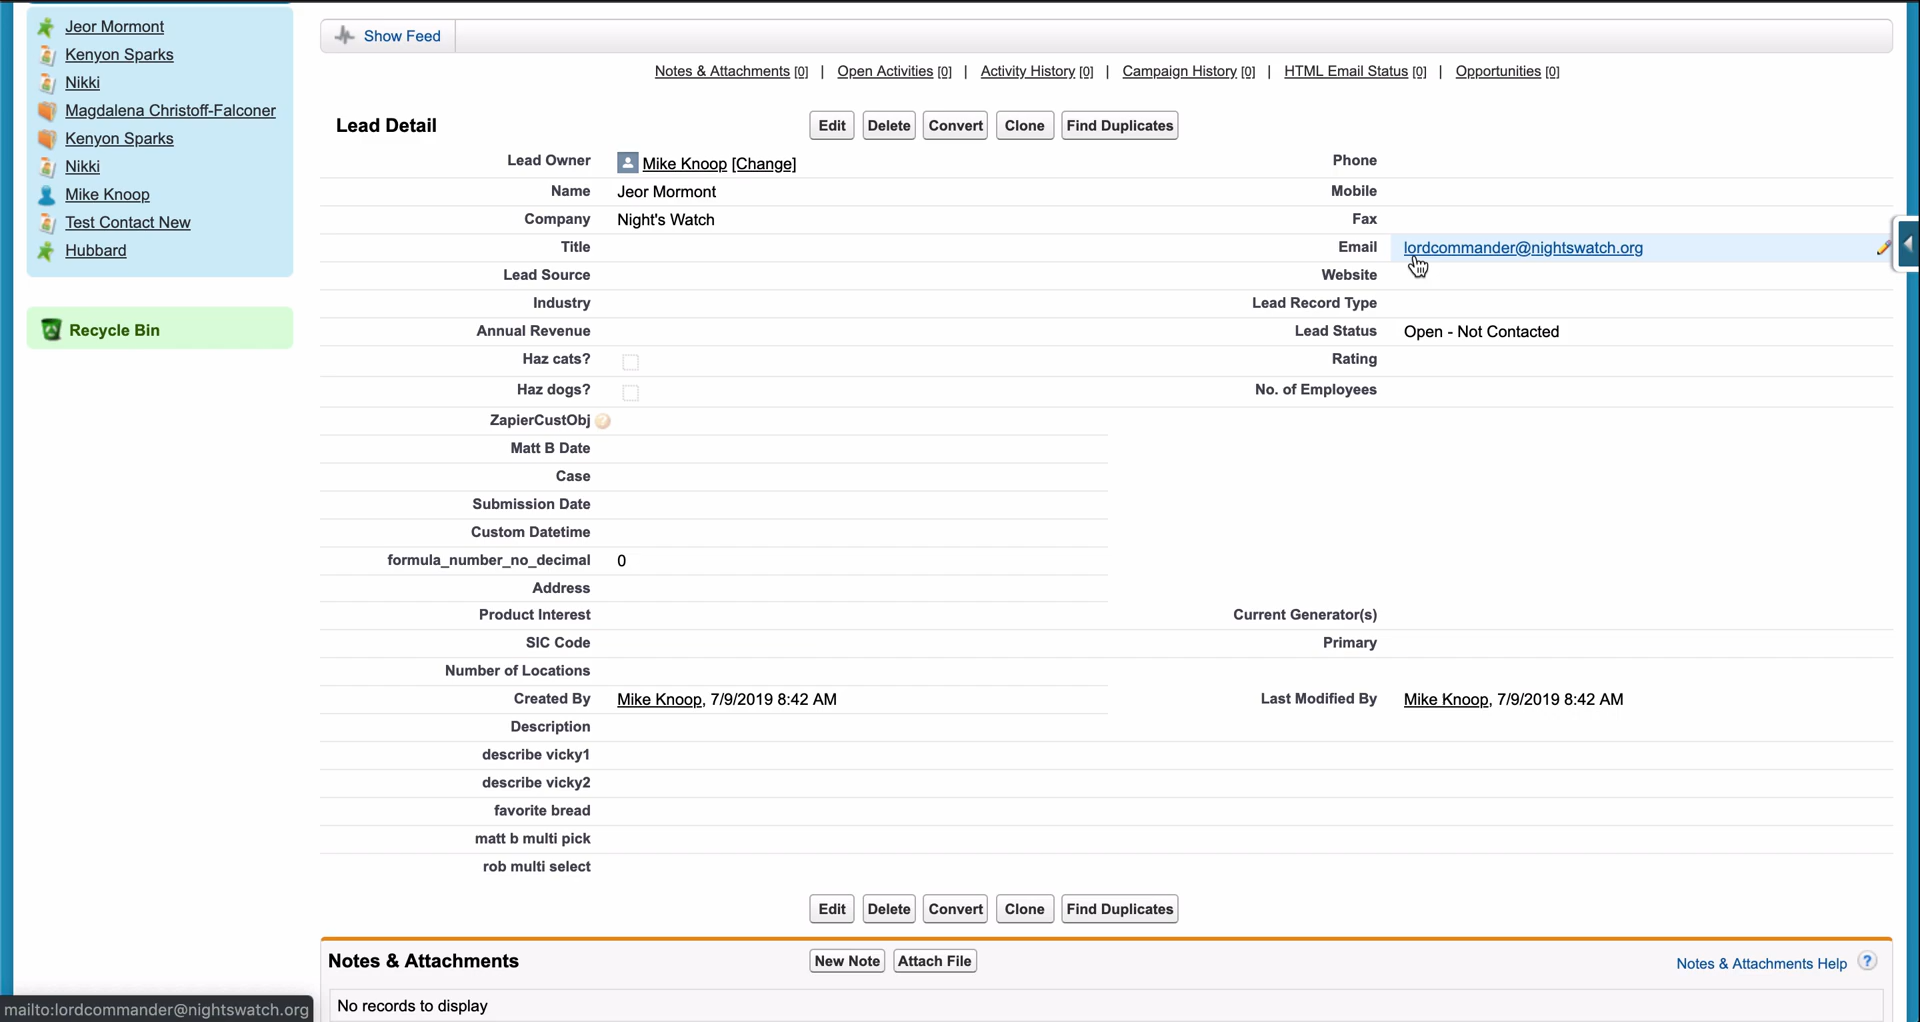 Jeor Mormont
Kenyon Sparks
Nikki
Magdalena Christoff-Falconer
Kenyon Sparks
Nikki
Mike Knoop
Test Contact New
Hubbard
Recycle Bin
Show Feed
Notes & Attachments [0] | Open Activities [0] | Activity History [0] | Campaign History [0] | HTML Email Status [0] | Opportunities [0]
Lead Detail Edit Delete Convert Clone Find Duplicates
Lead Owner Mike Knoop [Change] Phone
Name Jeor Mormont Mobile
Company Night's Watch Fax
Title Email lordcommander@nightswatch.org
Lead Source Website
Industry Lead Record Type
Annual Revenue Lead Status Open - Not Contacted
Haz cats? Rating
Haz dogs? No. of Employees
ZapierCustObj
Matt B Date
Case
Submission Date
Custom Datetime
formula_number_no_decimal 0
Address
Product Interest Current Generator(s)
SIC Code Primary
Number of Locations
Created By Mike Knoop, 7/9/2019 8:42 AM Last Modified By Mike Knoop, 7/9/2019 8:42 AM
Description
describe vicky1
describe vicky2
favorite bread
matt b multi pick
rob multi select
Edit Delete Convert Clone Find Duplicates
Notes & Attachments New Note Attach File Notes & Attachments Help ?
No records to display
mailto:lordcommander@nightswatch.org